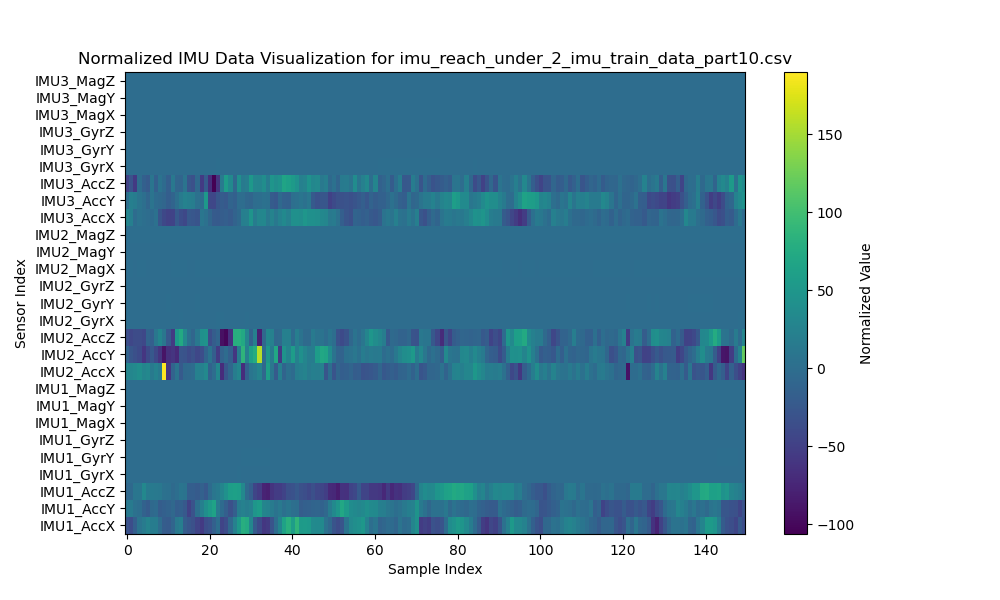 Normalized IMU Data Visualization for imu_reach_under_2_imu_train_data_part10.csv
IMU3_MagZ
IMU3_MagY
IMU3_MagX
IMU3_GyrZ
IMU3_GyrY
IMU3_GyrX
IMU3_AccZ
IMU3_AccY
IMU3_AccX
IMU2_MagZ
IMU2_MagY
IMU2_MagX
IMU2_GyrZ
IMU2_GyrY
IMU2_GyrX
IMU2_AccZ
IMU2_AccY
IMU2_AccX
IMU1_MagZ
IMU1_MagY
IMU1_MagX
IMU1_GyrZ
IMU1_GyrY
IMU1_GyrX
IMU1_AccZ
IMU1_AccY
IMU1_AccX
Sensor Index
0 20 40 60 80 100 120 140
Sample Index
150
100
50
0
−50
−100
Normalized Value